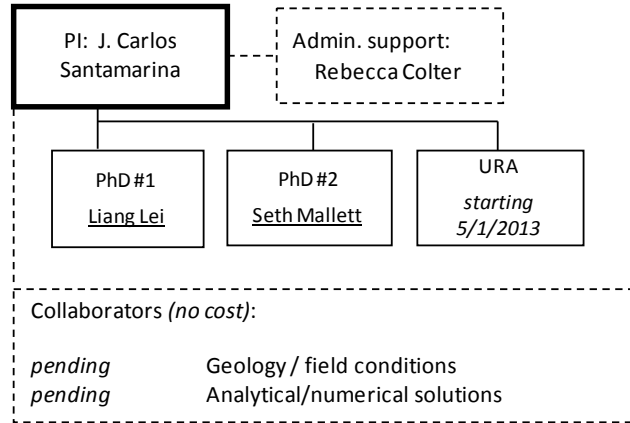 PI: J. Carlos
Santamarina
Admin. support:
Rebecca Colter
PhD #1
Liang Lei
PhD #2
Seth Mallett
URA
starting
5/1/2013
Collaborators (no cost):
pending Geology / field conditions
pending Analytical/numerical solutions